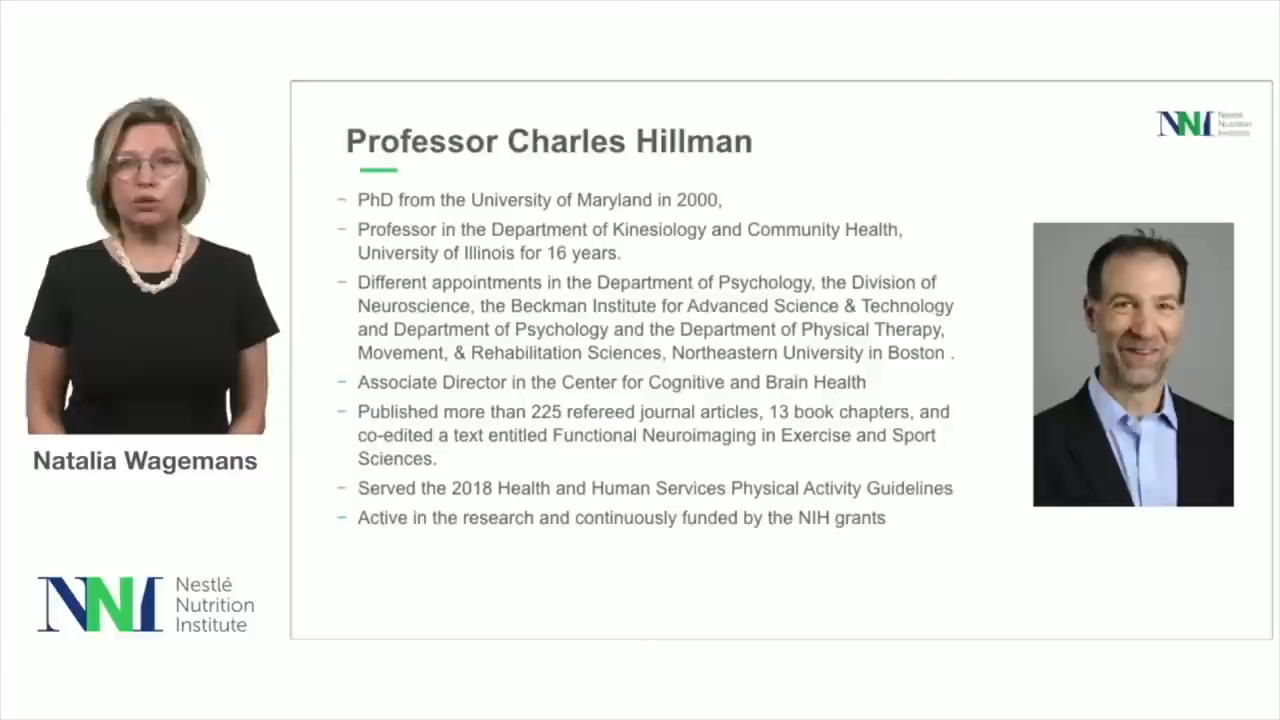 Professor Charles Hillman
NNI Nestlé
Nutrition
Institute
– PhD from the University of Maryland in 2000,
– Professor in the Department of Kinesiology and Community Health,
University of Illinois for 16 years.
– Different appointments in the Department of Psychology, the Division of
Neuroscience, the Beckman Institute for Advanced Science & Technology
and Department of Psychology and the Department of Physical Therapy,
Movement, & Rehabilitation Sciences, Northeastern University in Boston .
– Associate Director in the Center for Cognitive and Brain Health
– Published more than 225 refereed journal articles, 13 book chapters, and
co-edited a text entitled Functional Neuroimaging in Exercise and Sport
Sciences.
– Served the 2018 Health and Human Services Physical Activity Guidelines
– Active in the research and continuously funded by the NIH grants
Natalia Wagemans
NNI Nestlé
Nutrition
Institute